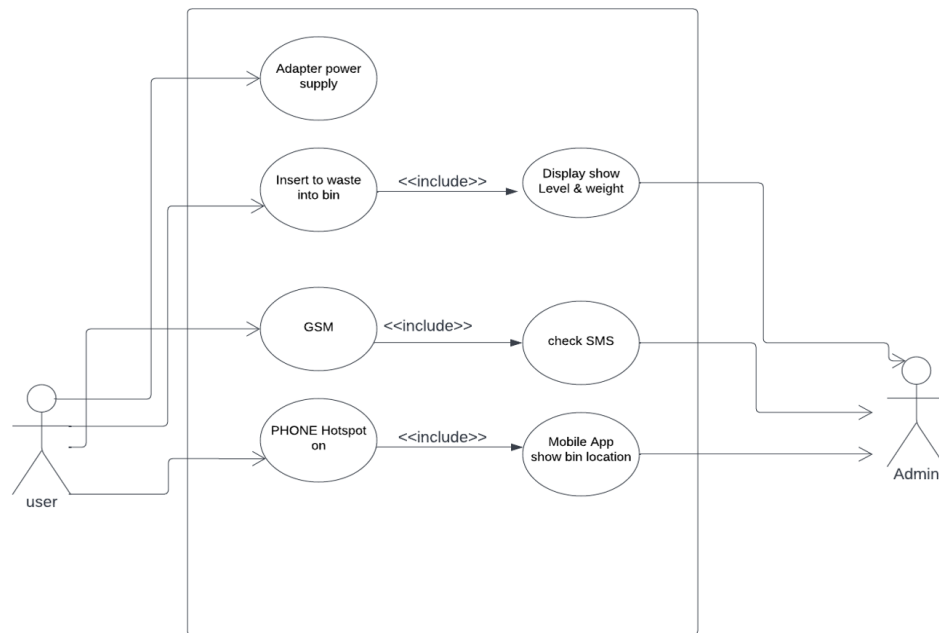 Adapter power
supply
Insert to waste
into bin
<<include>>
Display show
Level & weight
GSM
<<include>>
check SMS
PHONE Hotspot
on
<<include>>
Mobile App
show bin location
user
Admin